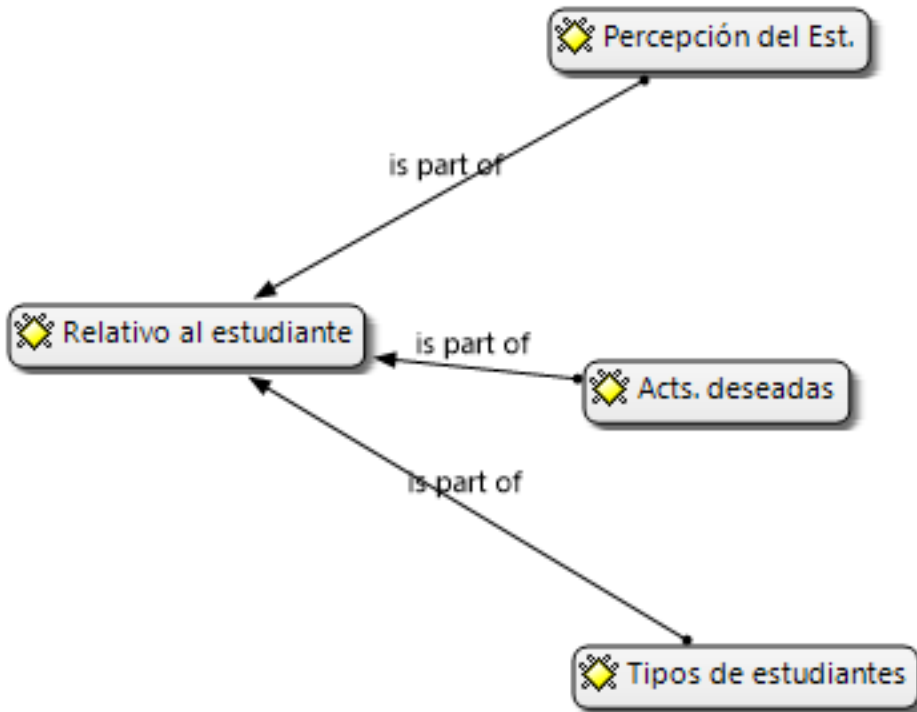 Percepción del Est.
is part of
Relativo al estudiante
is part of
Acts. deseadas
is part of
Tipos de estudiantes